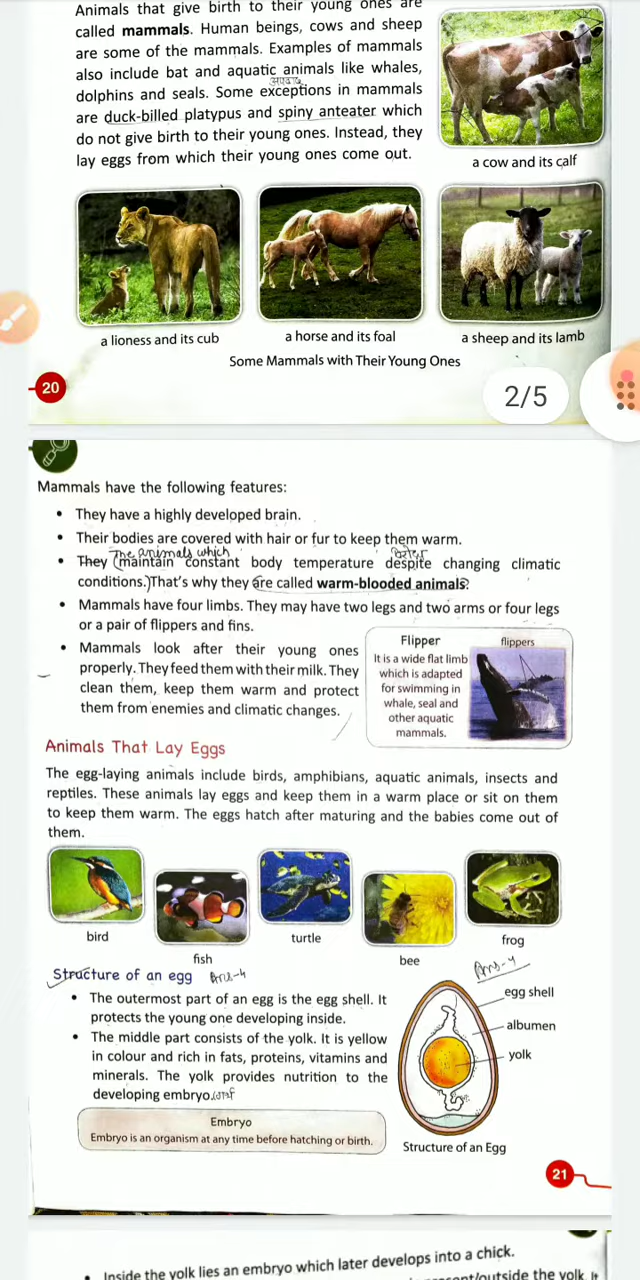 Animals that give birth to their young ones are
called mammals. Human beings, cows and sheep
are some of the mammals. Examples of mammals
also include bat and aquatic animals like whales,
अपवाद
dolphins and seals. Some exceptions in mammals
are duck-billed platypus and spiny anteater which
do not give birth to their young ones. Instead, they
lay eggs from which their young ones come out.
a cow and its calf
a lioness and its cub
a horse and its foal
a sheep and its lamb
Some Mammals with Their Young Ones
20
2/5
Mammals have the following features:
• They have a highly developed brain.
• Their bodies are covered with hair or fur to keep them warm.
The animals which
• They (maintain constant body temperature despite changing climatic
conditions.) That's why they are called warm-blooded animals?
• Mammals have four limbs. They may have two legs and two arms or four legs
or a pair of flippers and fins.
• Mammals look after their young ones
properly. They feed them with their milk. They
clean them, keep them warm and protect
them from enemies and climatic changes.
Flipper
It is a wide flat limb
which is adapted
for swimming in
whale, seal and
other aquatic
mammals.
flippers
Animals That Lay Eggs
The egg-laying animals include birds, amphibians, aquatic animals, insects and
reptiles. These animals lay eggs and keep them in a warm place or sit on them
to keep them warm. The eggs hatch after maturing and the babies come out of
them.
bird
fish
turtle
bee
frog
Structure of an egg Ans-4
• The outermost part of an egg is the egg shell. It
protects the young one developing inside.
• The middle part consists of the yolk. It is yellow
in colour and rich in fats, proteins, vitamins and
minerals. The yolk provides nutrition to the
developing embryo.
Embryo
Embryo is an organism at any time before hatching or birth.
Ans-4
egg shell
albumen
yolk
Structure of an Egg
21
• Inside the yolk lies an embryo which later develops into a chick.
outside the yolk. It